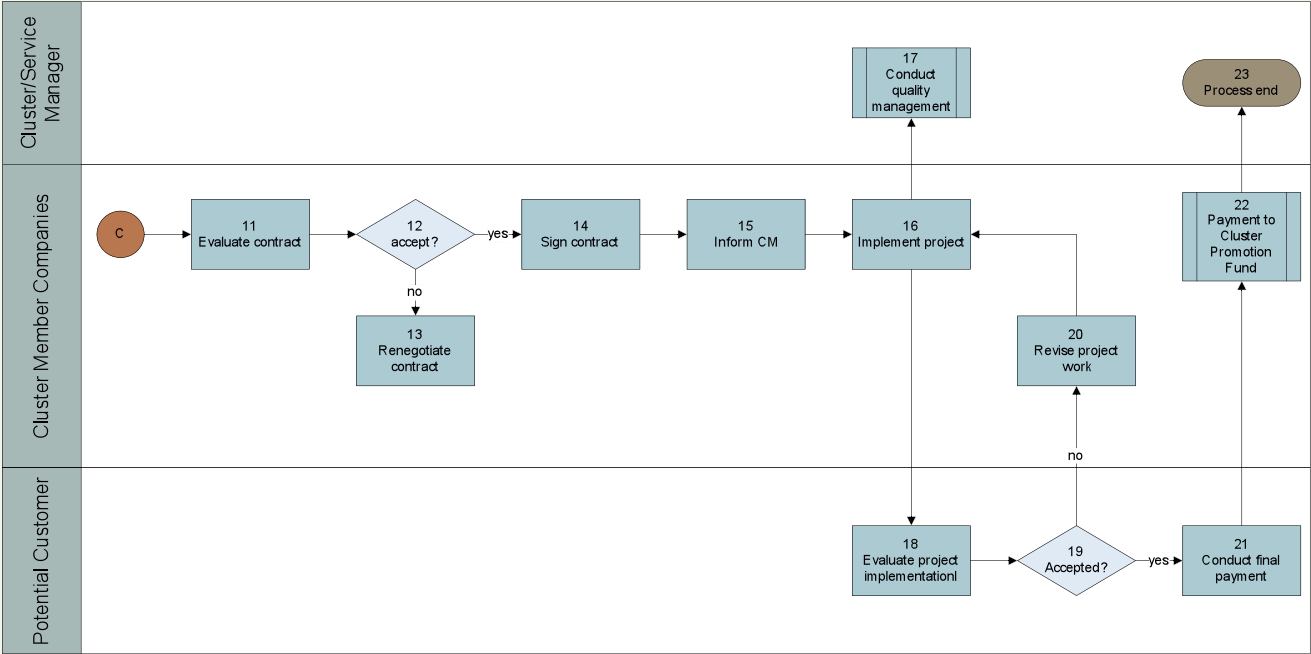 Cluster/Service
Manager
17
Conduct
quality
management
23
Process end
Cluster Member Companies
C
11
Evaluate contract
12
accept?
yes
14
Sign contract
15
Inform CM
16
Implement project
22
Payment to
Cluster
Promotion
Fund
no
13
Renegotiate
contract
20
Revise project
work
no
Potential Customer
18
Evaluate project
implementationl
19
Accepted?
yes
21
Conduct final
payment